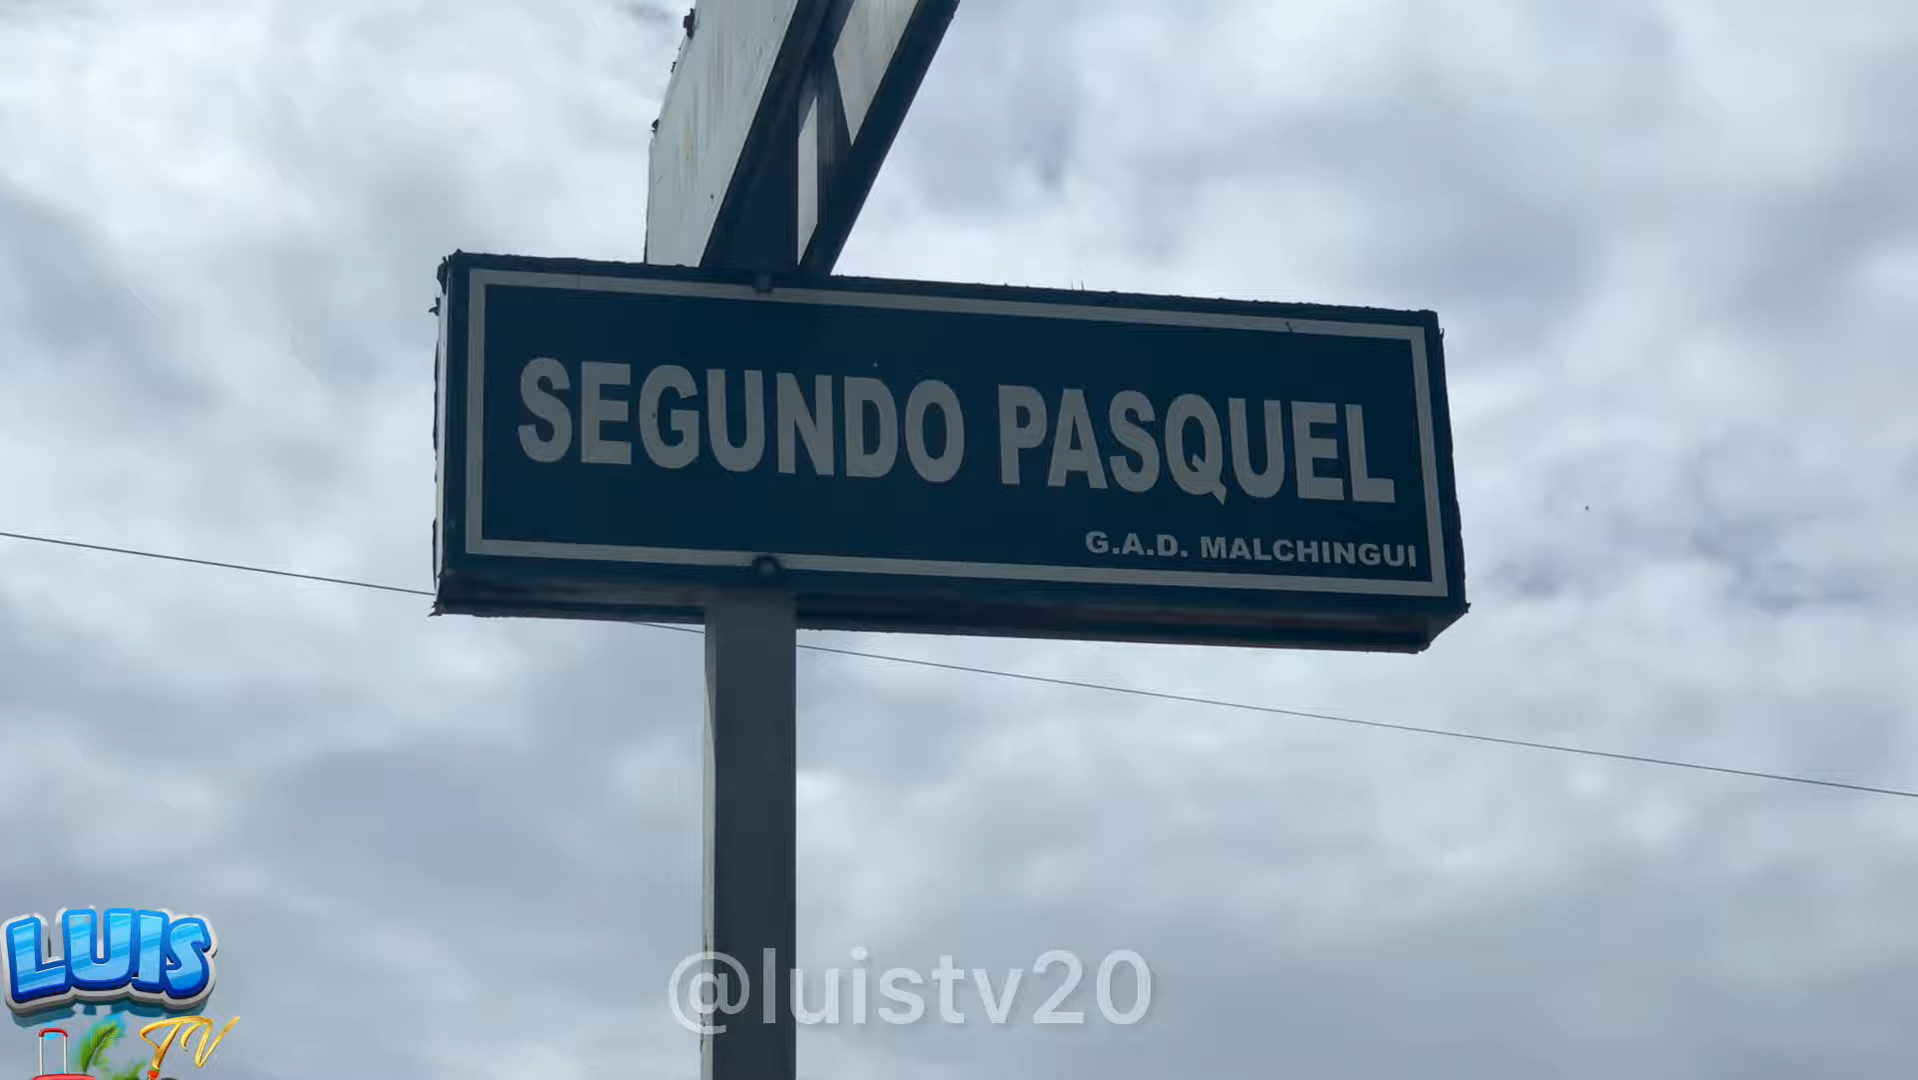 SEGUNDO PASQUEL
G.A.D. MALCHINGUI
LUIS
TV
@luistv20